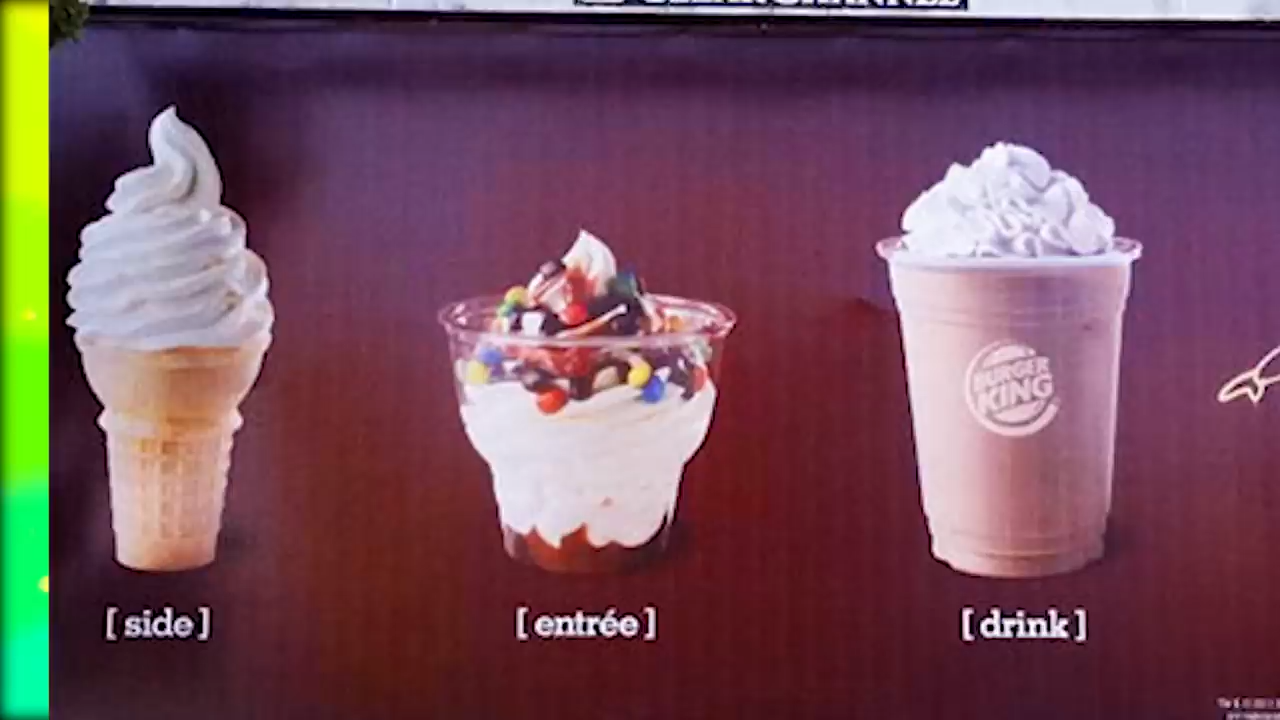 [ side ]
[ entrée ]
[ drink ]
BURGER
KING